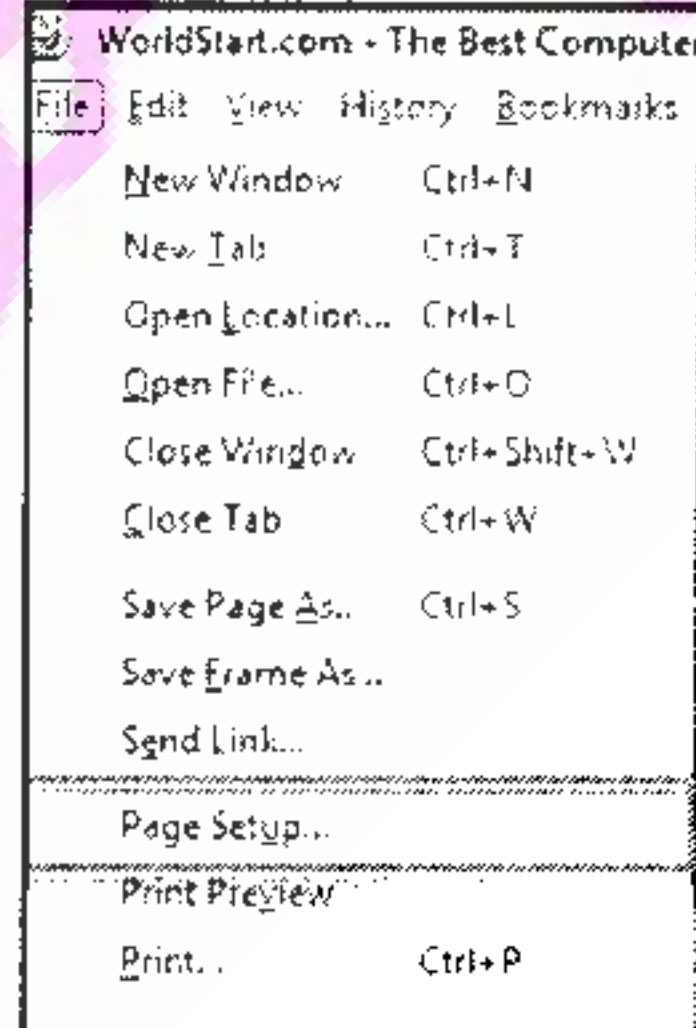 WorldStart.com - The Best Computer
File Edit View History Bookmarks
New Window Ctrl+N
New Tab Ctrl+T
Open Location... Ctrl+L
Open File... Ctrl+O
Close Window Ctrl+Shift+W
Close Tab Ctrl+W
Save Page As.. Ctrl+S
Save Frame As...
Send Link...
Page Setup...
Print Preview
Print... Ctrl+P